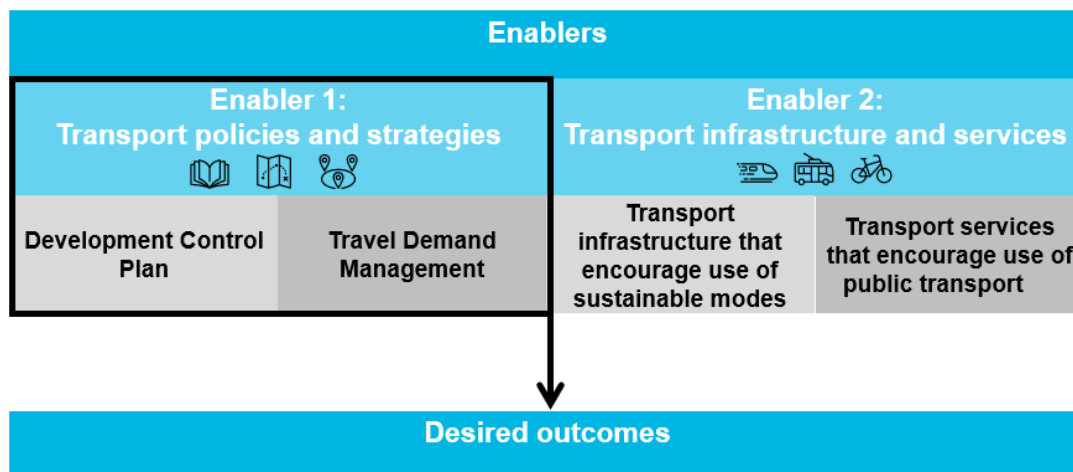 Enablers
Enabler 1:
Transport policies and strategies
Enabler 2:
Transport infrastructure and services
Development Control
Plan
Travel Demand
Management
Transport
infrastructure that
encourage use of
sustainable modes
Transport services
that encourage use of
public transport
Desired outcomes